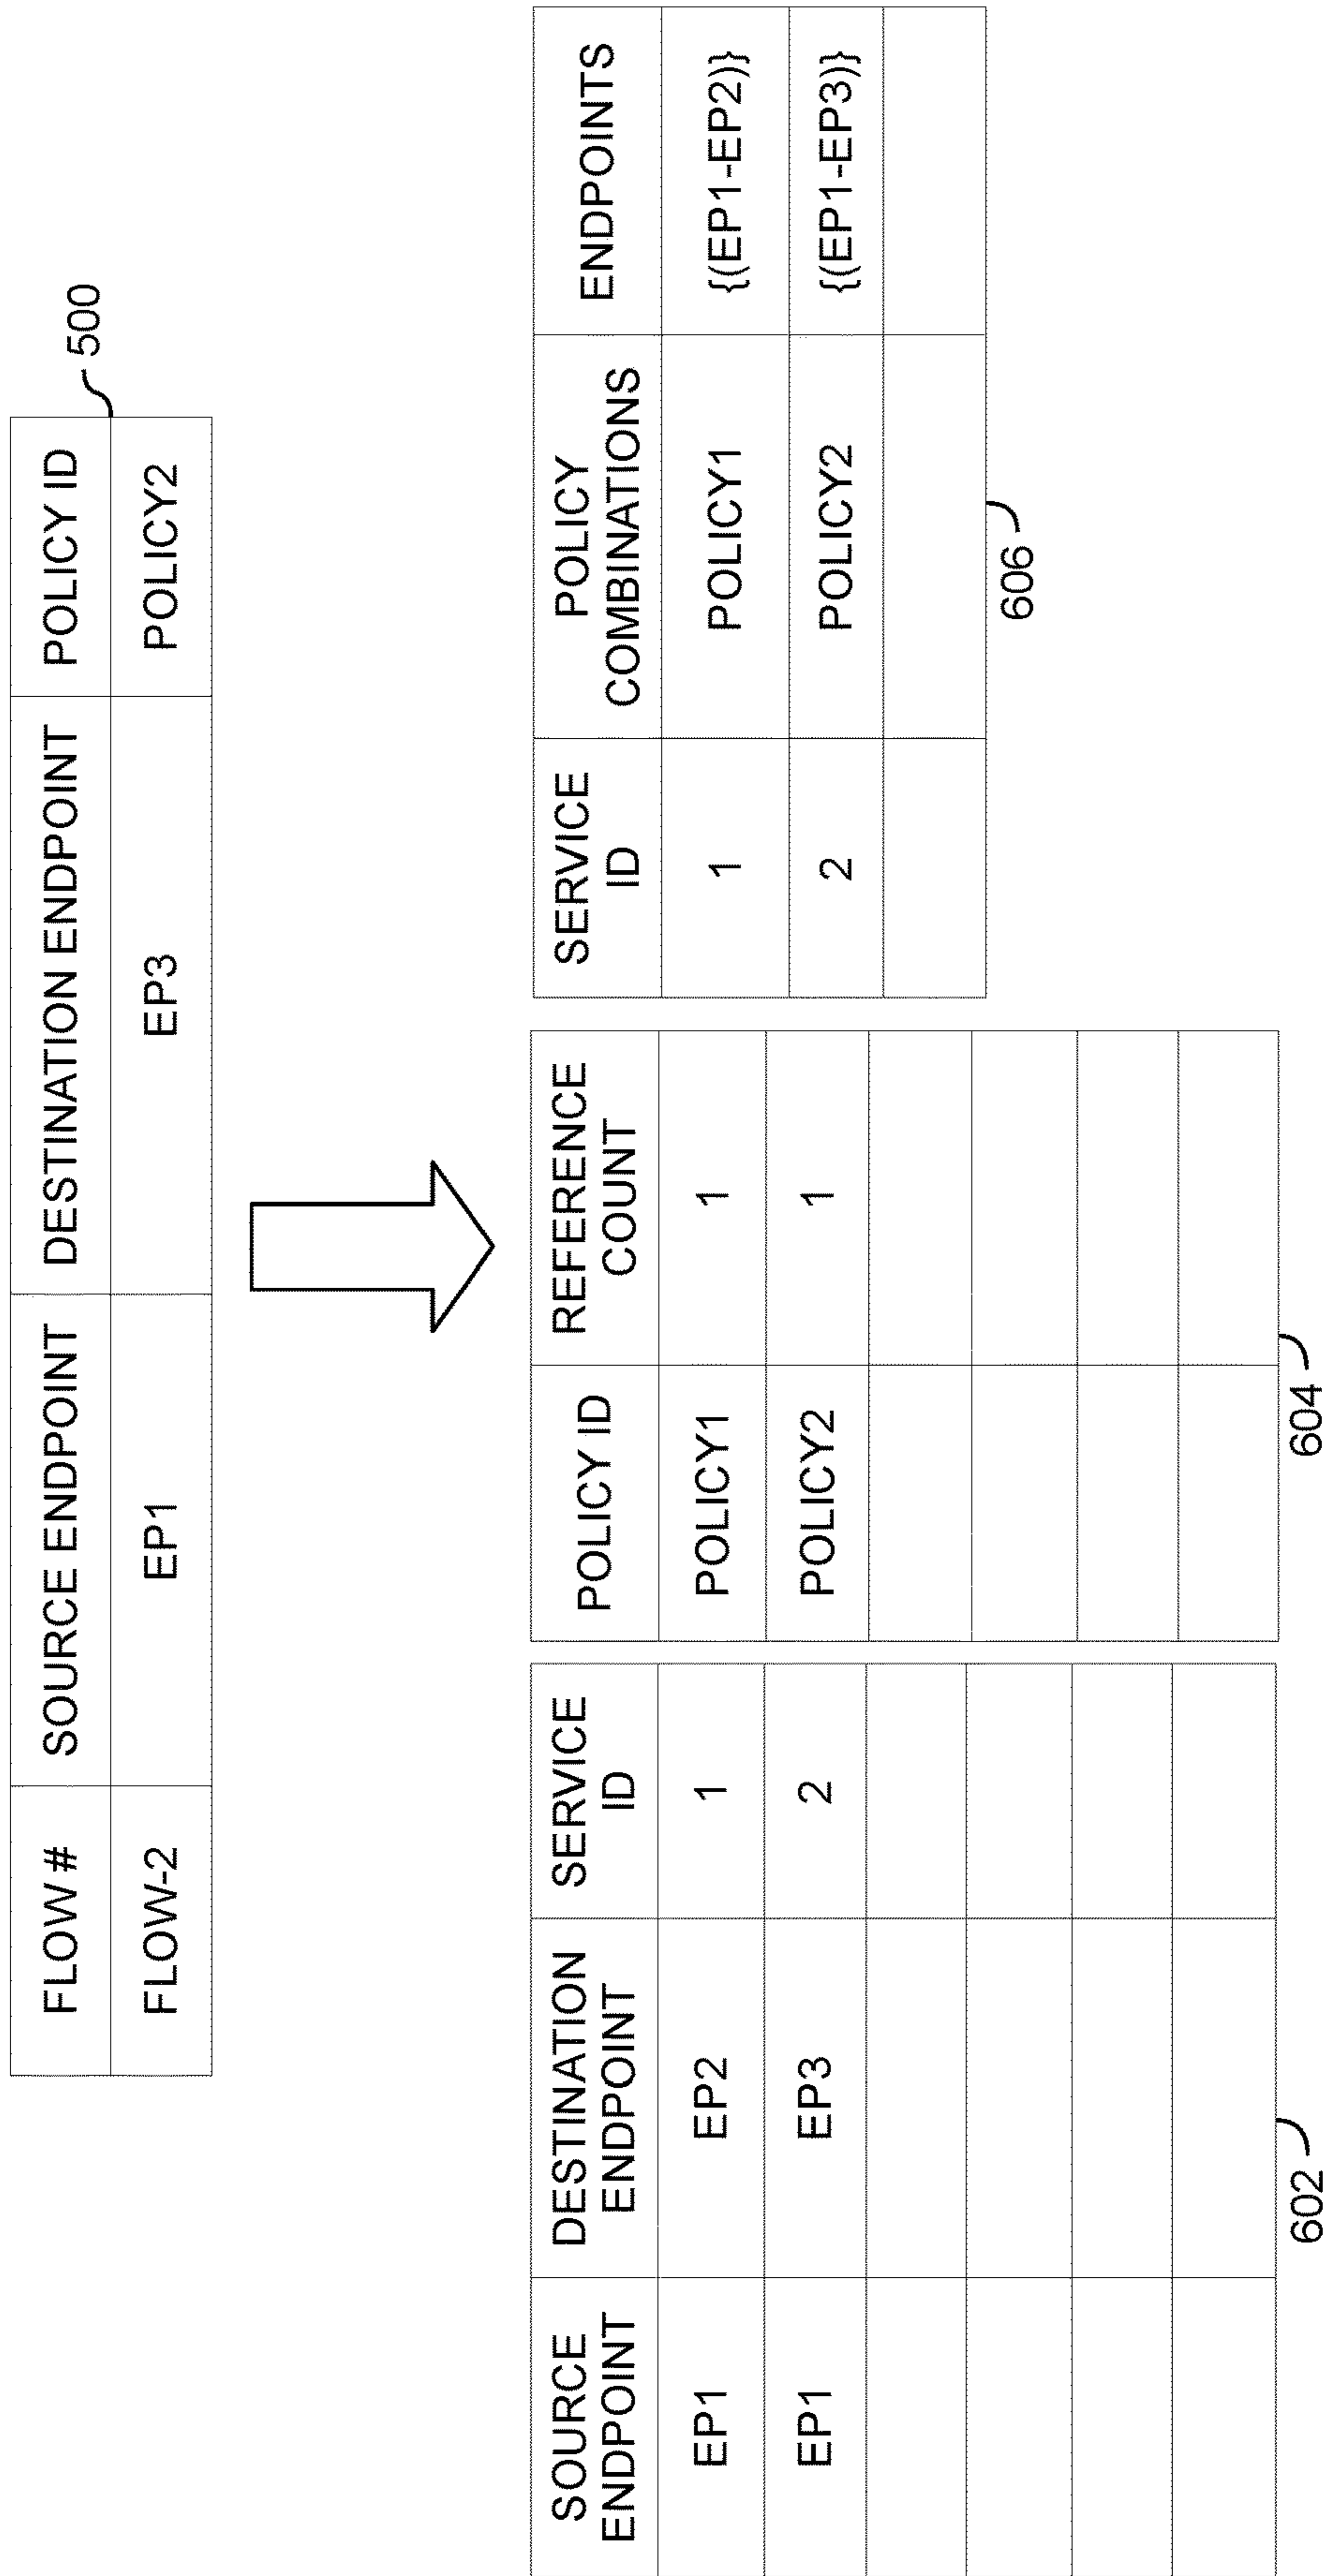 FLOW # SOURCE ENDPOINT DESTINATION ENDPOINT POLICY ID
FLOW-2 EP1 EP3 POLICY2
500
SOURCE
ENDPOINT
DESTINATION
ENDPOINT
SERVICE
ID
EP1 EP2 1
EP1 EP3 2
602
POLICY ID
REFERENCE
COUNT
POLICY1 1
POLICY2 1
604
SERVICE
ID
POLICY
COMBINATIONS
ENDPOINTS
1 POLICY1 {(EP1-EP2)}
2 POLICY2 {(EP1-EP3)}
606